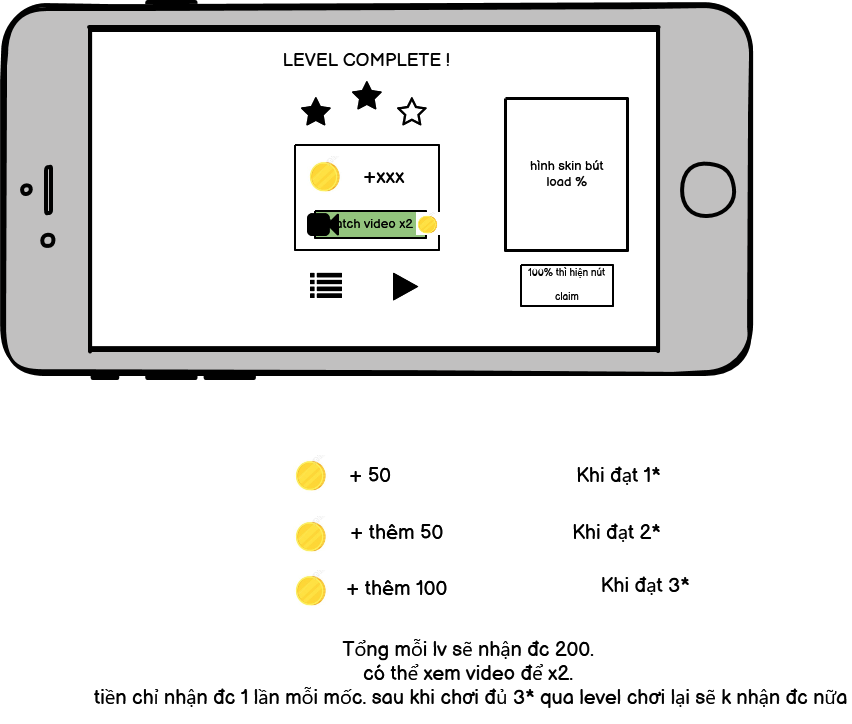 LEVEL COMPLETE !
+xxx
hình skin bút
load %
atch video x2
100% thì hiện nút
claim
+ 50
Khi đạt 1*
+ thêm 50
Khi đạt 2*
+ thêm 100
Khi đạt 3*
Tổng mỗi lv sẽ nhận đc 200.
có thể xem video để x2.
tiền chỉ nhận đc 1 lần mỗi mốc. sau khi chơi đủ 3* qua level chơi lại sẽ k nhận đc nữa